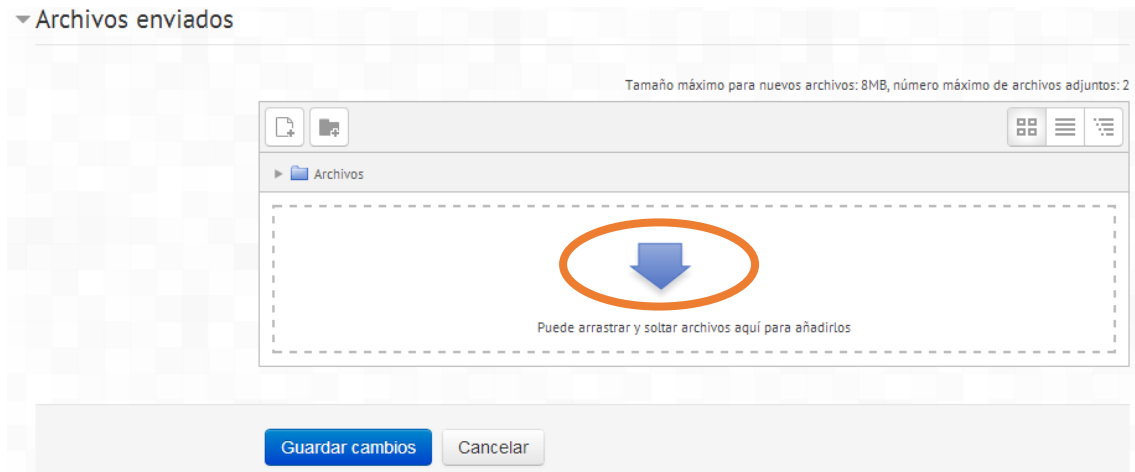 Archivos enviados
Tamaño máximo para nuevos archivos: 8MB, número máximo de archivos adjuntos: 2
Archivos
Puede arrastrar y soltar archivos aquí para añadirlos
Guardar cambios Cancelar